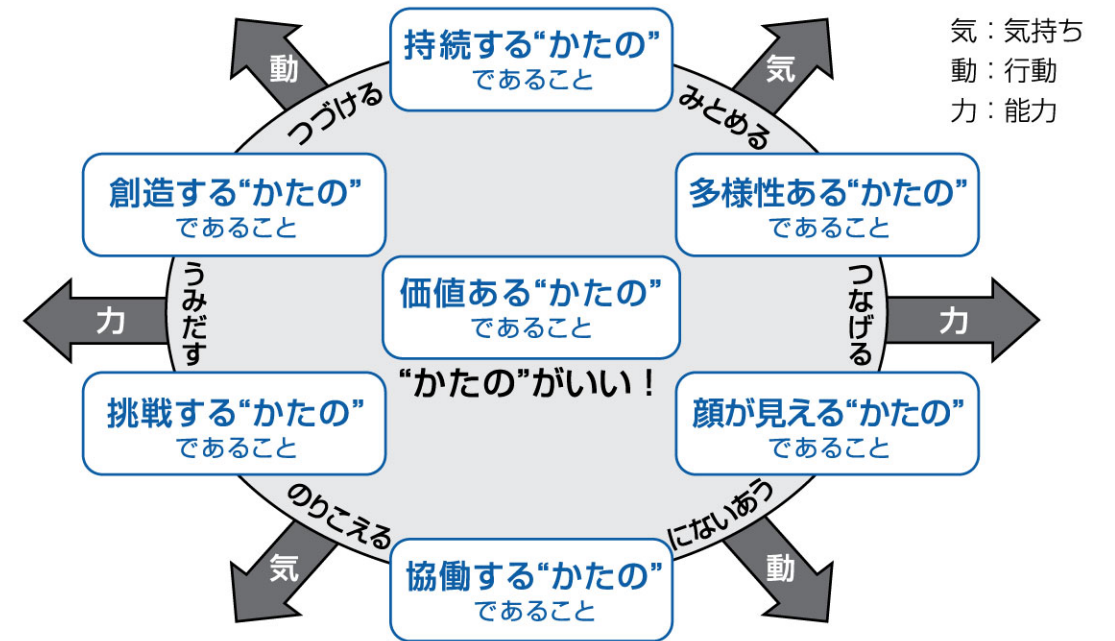 持続する“かたの”
であること
気：気持ち
動：行動
力：能力
動
気
つづける
みとめる
創造する“かたの”
であること
多様性ある“かたの”
であること
価値ある“かたの”
であること
“かたの”がいい！
うみだす
つなげる
力
力
挑戦する“かたの”
であること
顔が見える“かたの”
であること
のりこえる
にないあう
気
動
協働する“かたの”
であること